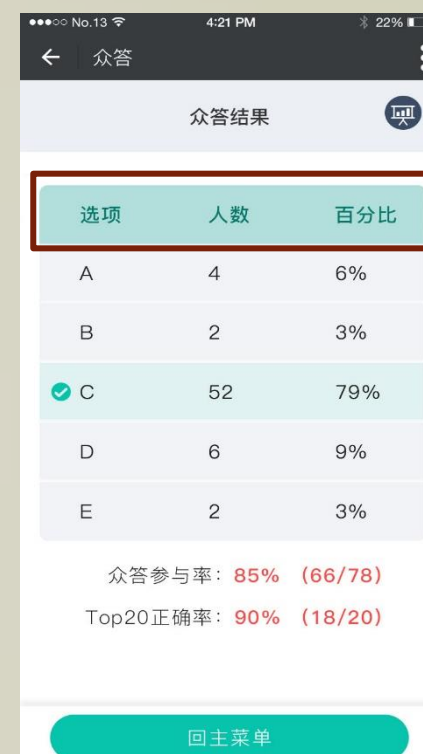 ●●●○○ No.13 4:21 PM 22%
众答
众答结果
选项 人数 百分比
A 4 6%
B 2 3%
C 52 79%
D 6 9%
E 2 3%
众答参与率：85% （66/78）
Top20正确率：90% （18/20）
回主菜单